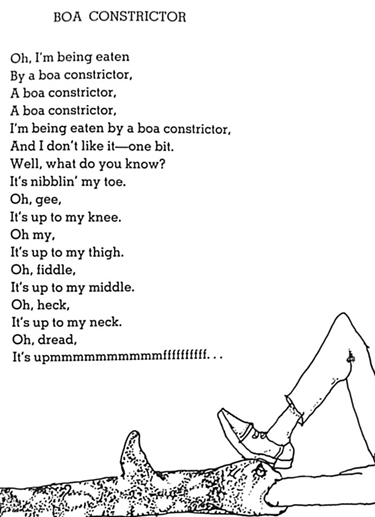 BOA CONSTRICTOR
Oh, I'm being eaten
By a boa constrictor,
A boa constrictor,
A boa constrictor,
I'm being eaten by a boa constrictor,
And I don't like it—one bit.
Well, what do you know?
It's nibblin' my toe.
Oh, gee,
It's up to my knee.
Oh my,
It's up to my thigh.
Oh, fiddle,
It's up to my middle.
Oh, heck,
It's up to my neck.
Oh, dread,
It's upmmmmmmmmmmffffffffff...